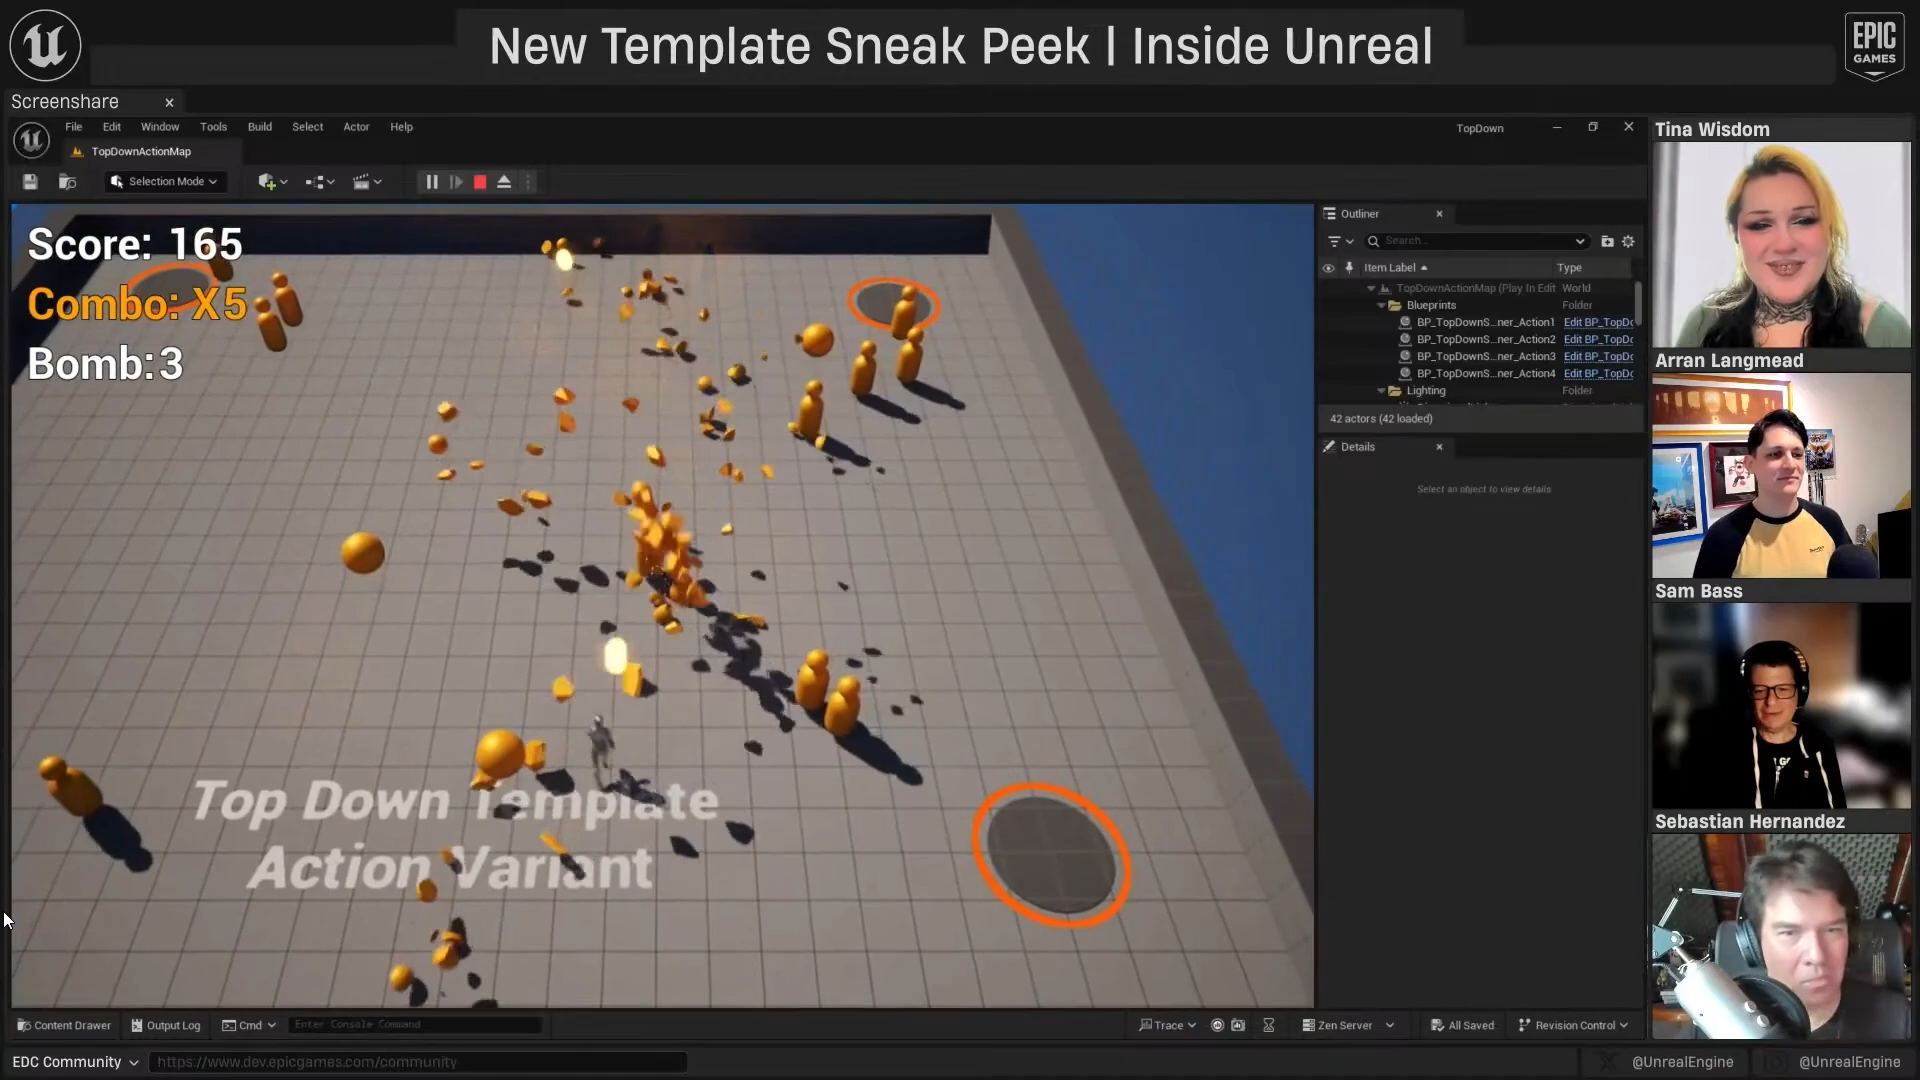 New Template Sneak Peek | Inside Unreal
EPIC
GAMES
Screenshare
File Edit Window Tools Build Select Actor Help
TopDown
TopDownActionMap
Selection Mode
Score: 165
Combo: X5
Bomb:3
Top Down Template
Action Variant
Outliner
Search...
Item Label Type
TopDownActionMap (Play In Edit World
Blueprints Folder
BP_TopDownS...ner_Action1 Edit BP_TopDo
BP_TopDownS...ner_Action2 Edit BP_TopDo
BP_TopDownS...ner_Action3 Edit BP_TopDo
BP_TopDownS...ner_Action4 Edit BP_TopDo
Lighting Folder
42 actors (42 loaded)
Details
Select an object to view details
Tina Wisdom
Arran Langmead
Sam Bass
Sebastian Hernandez
Content Drawer Output Log Cmd Enter Console Command
Trace Zen Server All Saved Revision Control
EDC Community https://www.dev.epicgames.com/community
@UnrealEngine @UnrealEngine